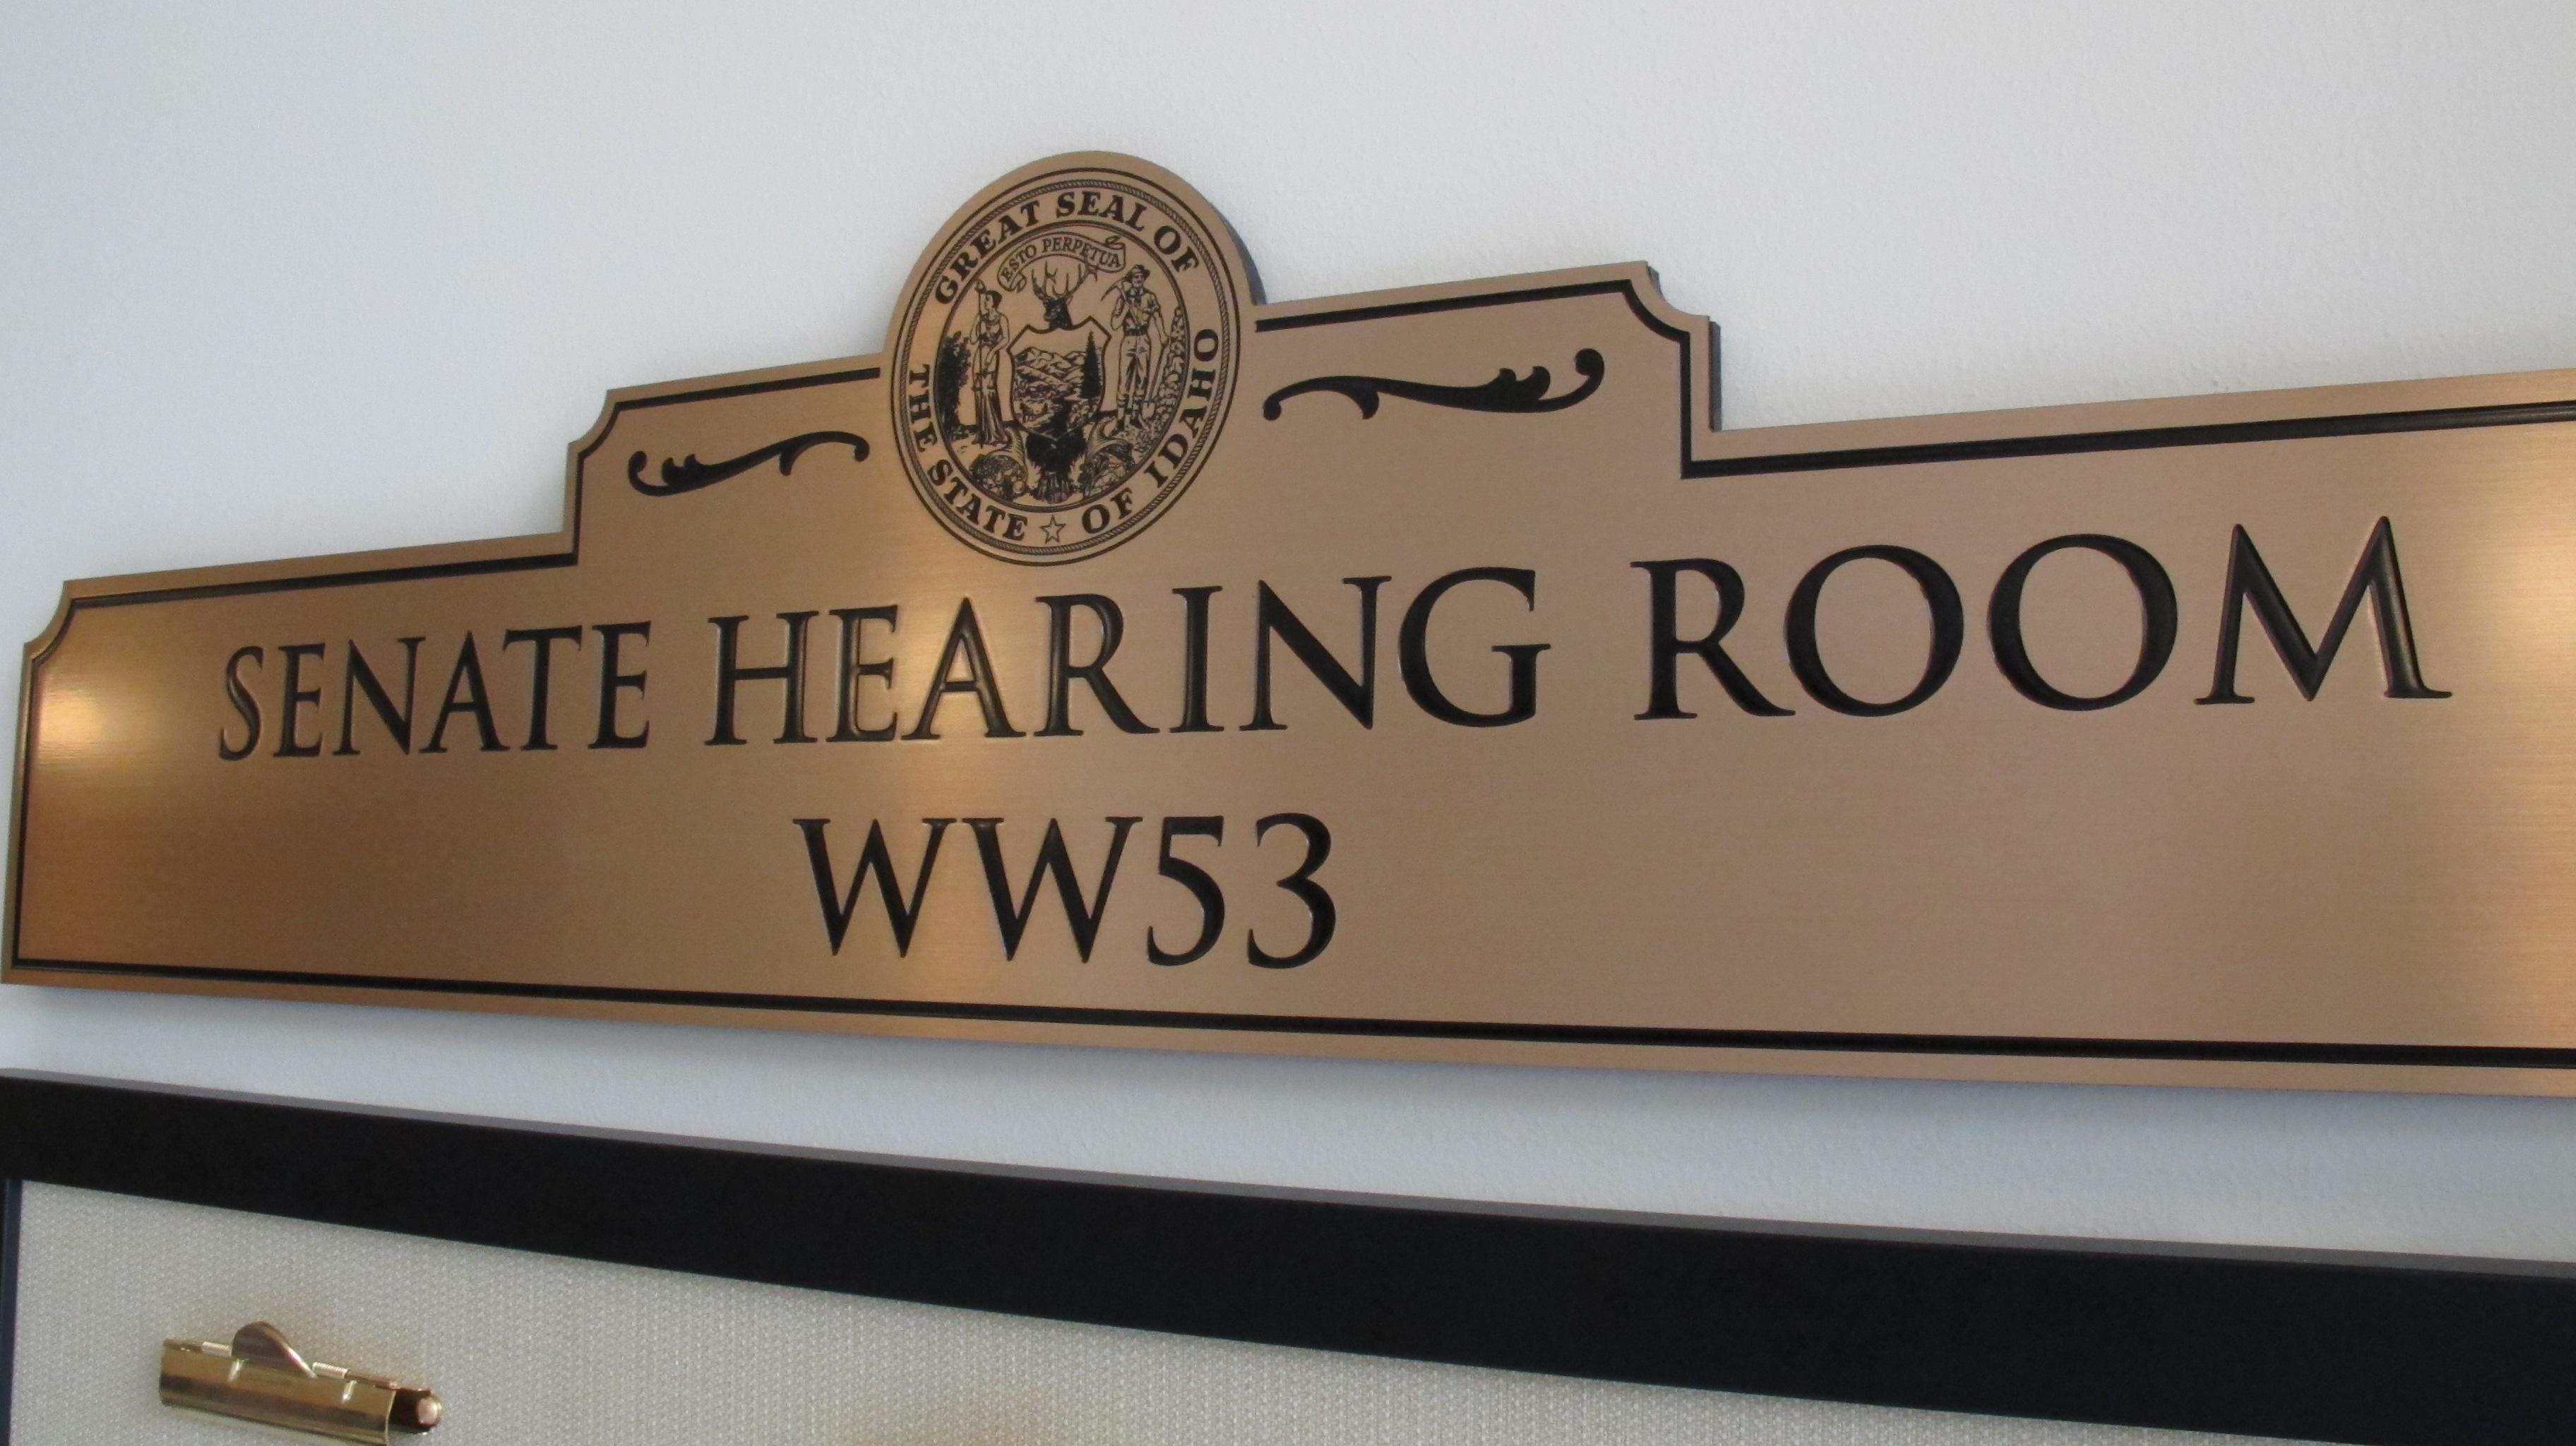 GREAT SEAL OF
THE STATE ☆ OF IDAHO
ESTO PERPETUA
SENATE HEARING ROOM
WW53